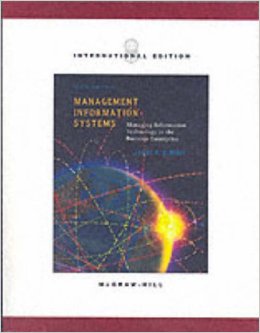 INTERNATIONAL EDITION
MANAGEMENT
INFORMATION
SYSTEMS
Managing Information
Technology in the
Business Enterprise
McGRAW-HILL